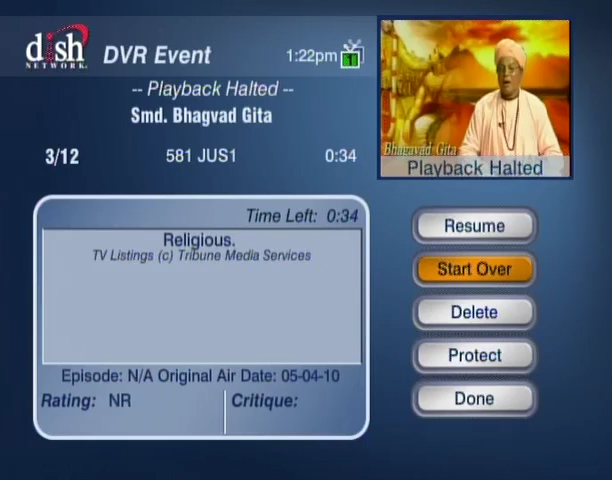 dish
NETWORK.
DVR Event
1:22pm
1
-- Playback Halted --
Smd. Bhagvad Gita
3/12 581 JUS1 0:34
Bhagavad Gita
Playback Halted
Time Left: 0:34
Religious.
TV Listings (c) Tribune Media Services
Episode: N/A Original Air Date: 05-04-10
Rating: NR Critique:
Resume
Start Over
Delete
Protect
Done